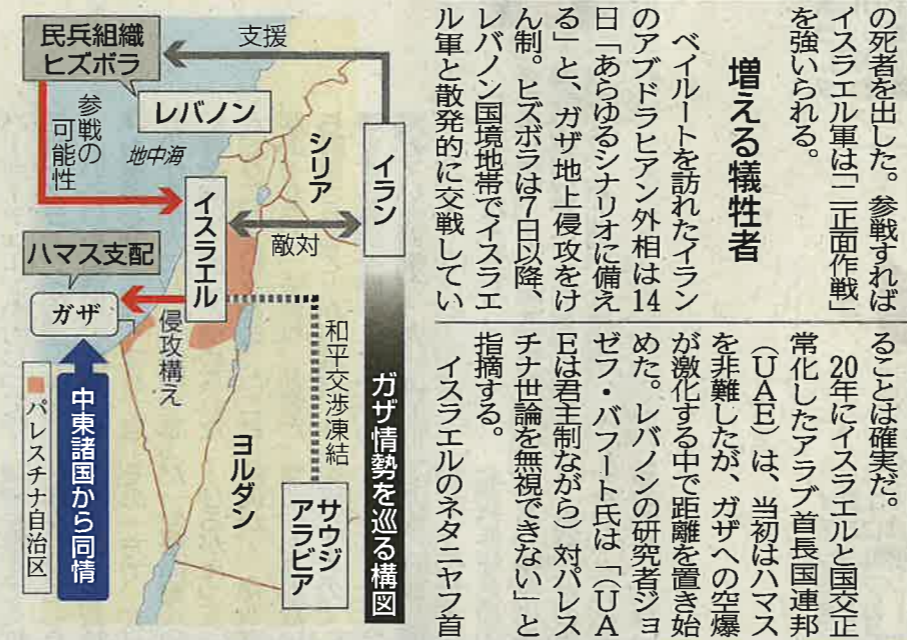 の死者を出した。参戦すれば
イスラエル軍は「二正面作戦」
を強いられる。
増える犠牲者
ベイルートを訪れたイラン
のアブドラヒアン外相は14
日「あらゆるシナリオに備え
る」と、ガザ地上侵攻をけ
ん制。ヒズボラは7日以降、
レバノン国境地帯でイスラエ
ル軍と散発的に交戦してい
ることは確実だ。
20年にイスラエルと国交正
常化したアラブ首長国連邦
（UAE）は、当初はハマス
を非難したが、ガザへの空爆
が激化する中で距離を置き始
めた。レバノンの研究者ジョ
ゼフ・バフート氏は「（UA
Eは君主制ながら）対パレス
チナ世論を無視できない」と
指摘する。
イスラエルのネタニヤフ首
ガザ情勢を巡る構図
民兵組織
ヒズボラ
支援
レバノン
参戦の
可能性
地中海
シリア
イラン
イスラエル
敵対
ハマス支配
ガザ
侵攻構え
和平交渉凍結
中東諸国から同情
パレスチナ自治区
ヨルダン
サウジ
アラビア